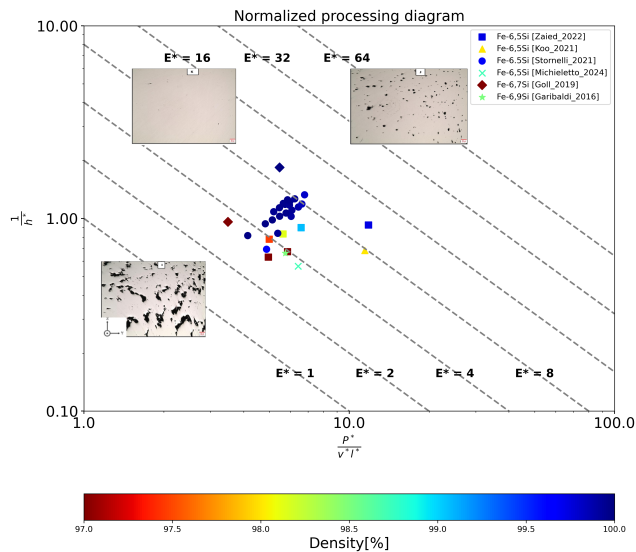 Normalized processing diagram
10.00
1.00
0.10
1/h*
E* = 16
E* = 32
E* = 64
Fe-6,5Si [Zaied_2022]
Fe-6,5Si [Koo_2021]
Fe-6.5Si [Stornelli_2021]
Fe-6,5Si [Michieletto_2024]
Fe-6,7Si [Goll_2019]
Fe-6,9Si [Garibaldi_2016]
E* = 1
E* = 2
E* = 4
E* = 8
1.0
10.0
100.0
P*
v*l*
97.0
97.5
98.0
98.5
99.0
99.5
100.0
Density[%]